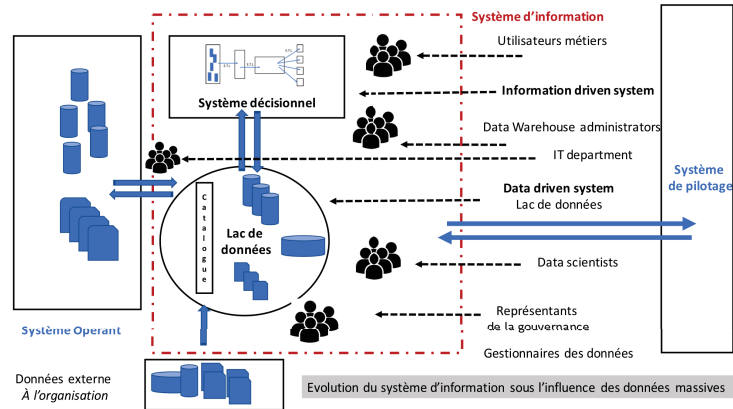 Système d’information
Utilisateurs métiers
Système décisionnel
Information driven system
Data Warehouse administrators
IT department
Système
de pilotage
Data driven system
Lac de données
Catalogue
Lac de
données
Data scientists
Représentants
de la gouvernance
Système Opérant
Gestionnaires des données
Données externe
À l’organisation
Evolution du système d’information sous l’influence des données massives